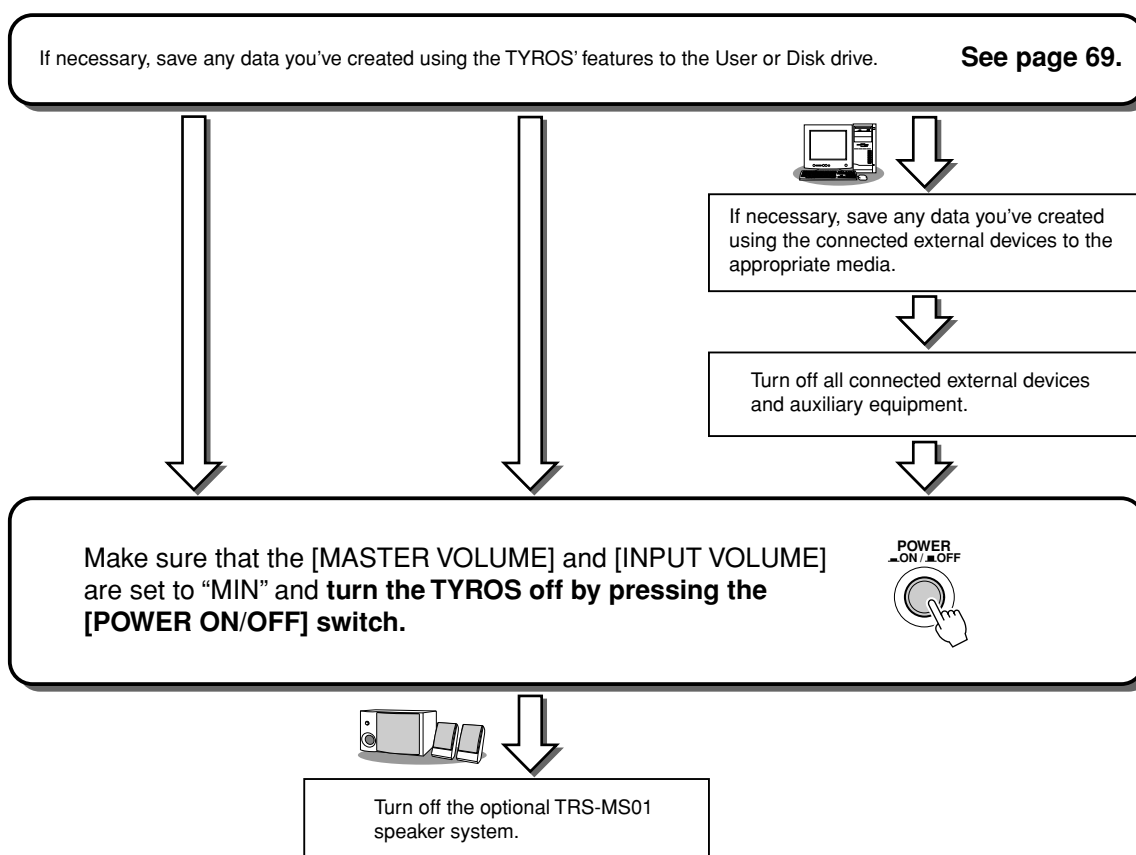 If necessary, save any data you’ve created using the TYROS’ features to the User or Disk drive. See page 69.
If necessary, save any data you’ve created
using the connected external devices to the
appropriate media.
Turn off all connected external devices
and auxiliary equipment.
Make sure that the [MASTER VOLUME] and [INPUT VOLUME]
are set to “MIN” and turn the TYROS off by pressing the
[POWER ON/OFF] switch.
POWER
ON / OFF
Turn off the optional TRS-MS01
speaker system.